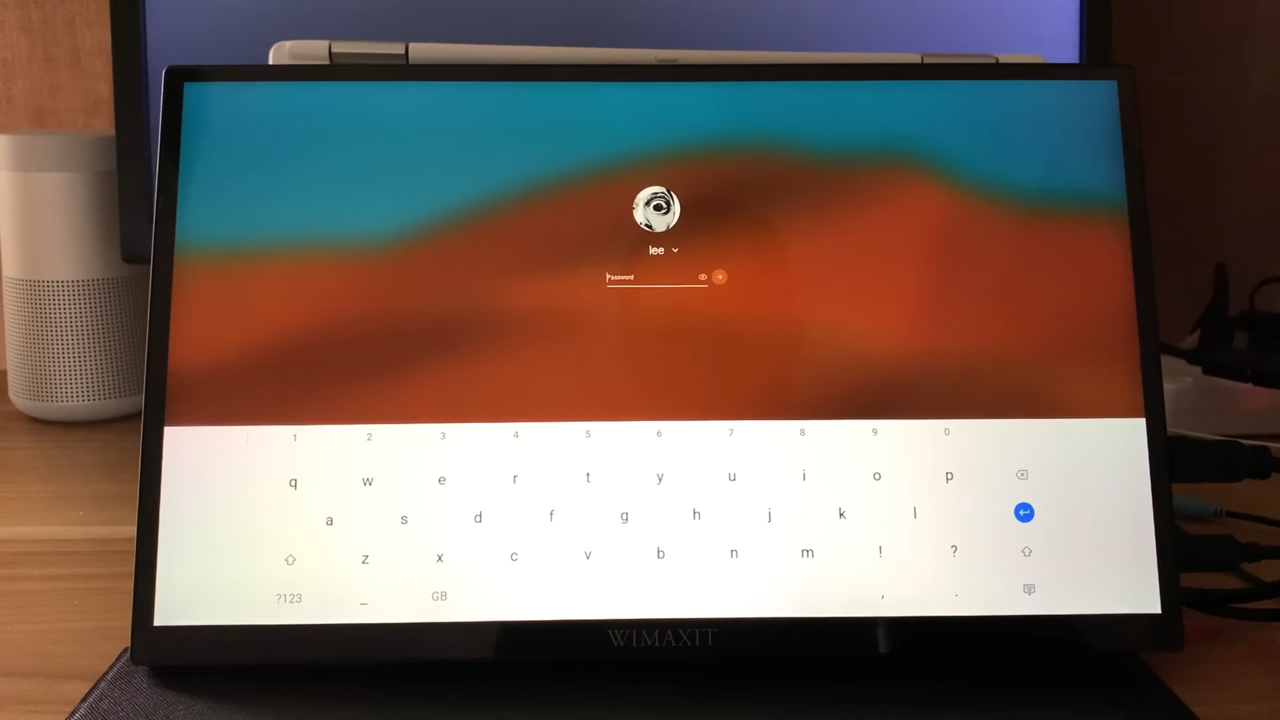 lee
Password
1 2 3 4 5 6 7 8 9 0
q w e r t y u i o p
a s d f g h j k l
z x c v b n m ! ?
?123 _ GB , .
WIMAXIT